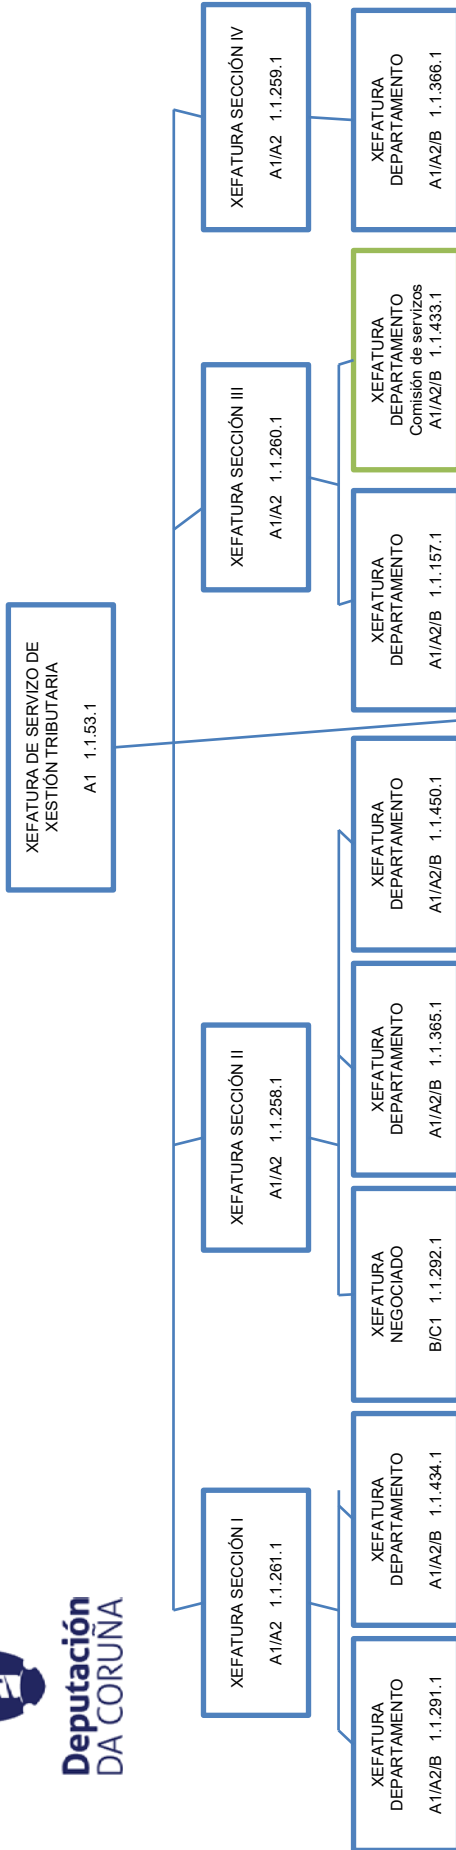 Deputación
DA CORUÑA
XEFATURA DE SERVIZO DE
XESTIÓN TRIBUTARIA
A1 1.1.53.1
XEFATURA SECCIÓN I
A1/A2 1.1.261.1
XEFATURA SECCIÓN II
A1/A2 1.1.258.1
XEFATURA SECCIÓN III
A1/A2 1.1.260.1
XEFATURA SECCIÓN IV
A1/A2 1.1.259.1
XEFATURA
DEPARTAMENTO
A1/A2/B 1.1.291.1
XEFATURA
DEPARTAMENTO
A1/A2/B 1.1.434.1
XEFATURA
NEGOCIADO
B/C1 1.1.292.1
XEFATURA
DEPARTAMENTO
A1/A2/B 1.1.365.1
XEFATURA
DEPARTAMENTO
A1/A2/B 1.1.450.1
XEFATURA
DEPARTAMENTO
A1/A2/B 1.1.157.1
XEFATURA
DEPARTAMENTO
Comisión de servizos
A1/A2/B 1.1.433.1
XEFATURA
DEPARTAMENTO
A1/A2/B 1.1.366.1